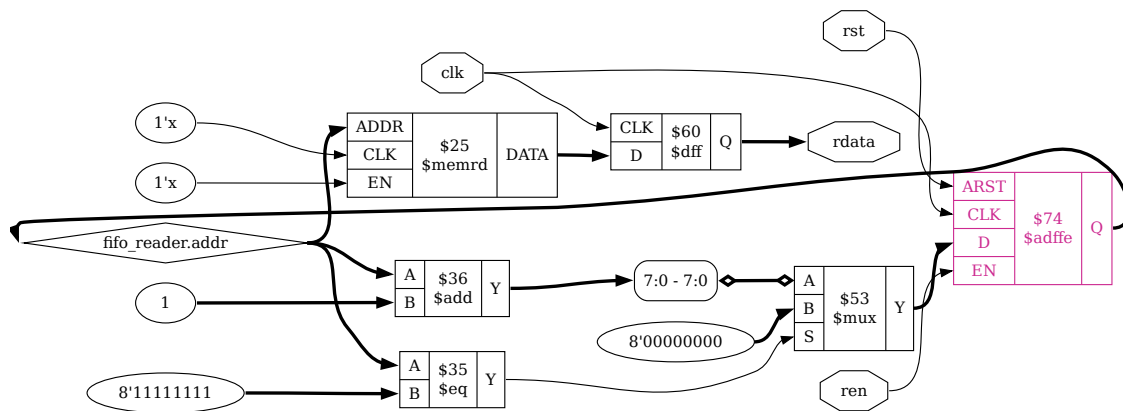 rst
clk
1'x
ADDR
CLK
EN
$25
$memrd
DATA
CLK
D
$60
$dff
Q
rdata
1'x
ARST
CLK
D
EN
$74
$adffe
Q
fifo_reader.addr
A
B
$36
$add
Y
7:0 - 7:0
A
B
S
$53
$mux
Y
1
8'00000000
A
B
$35
$eq
Y
8'11111111
ren